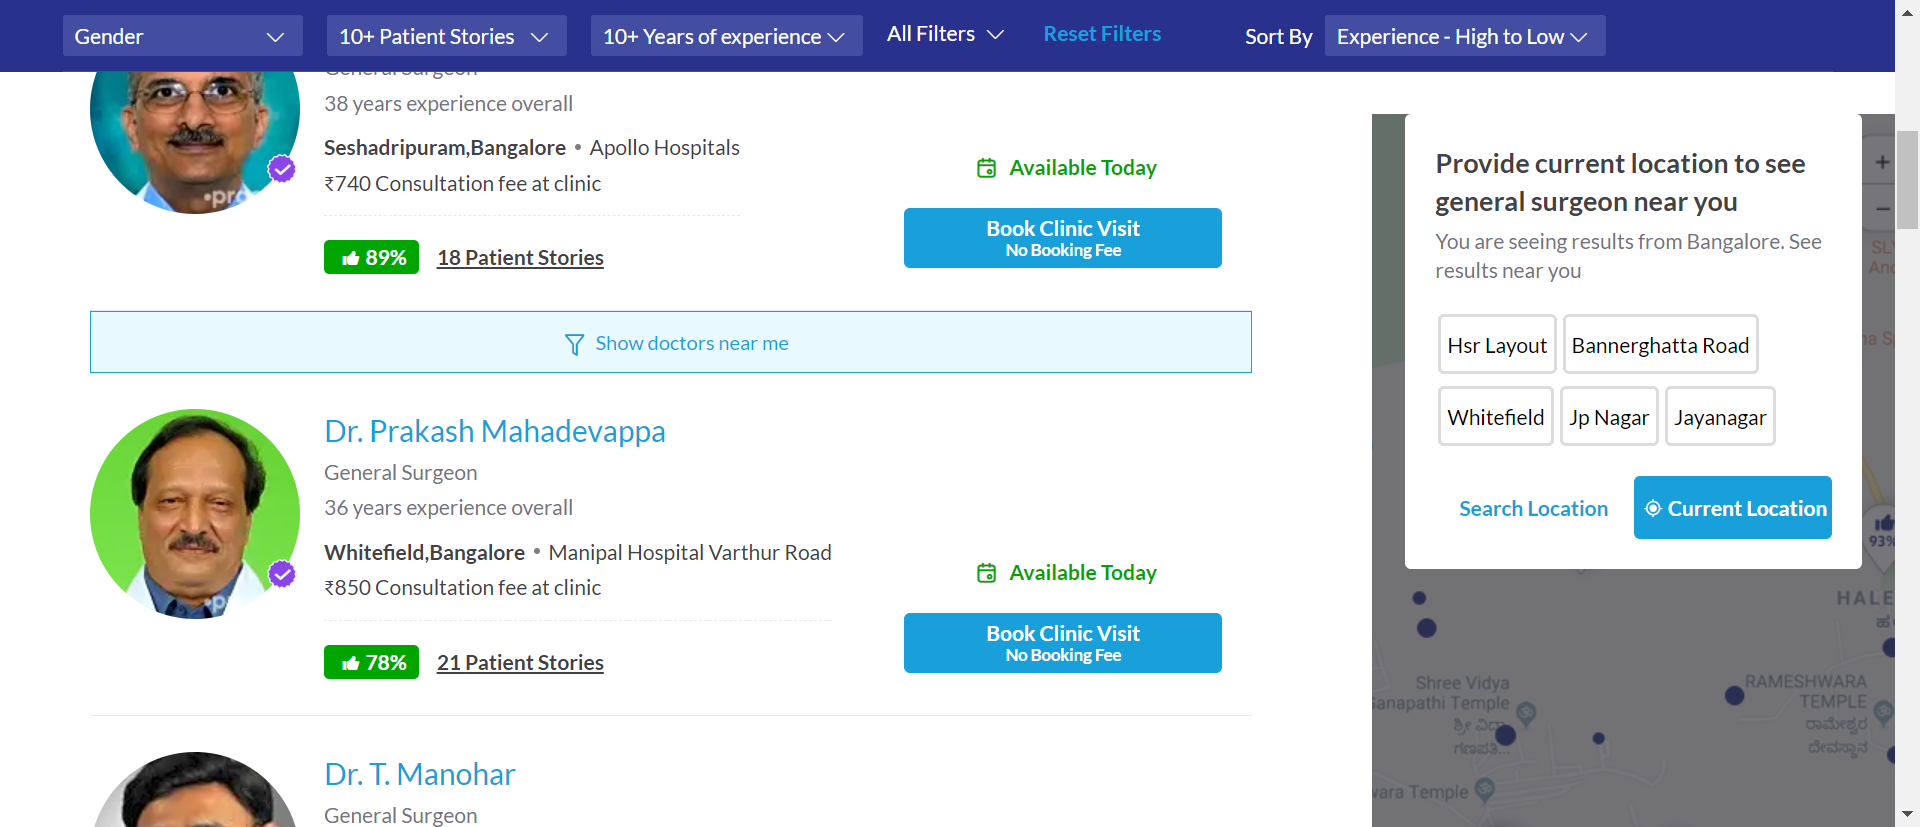 Gender
10+ Patient Stories
10+ Years of experience
All Filters
Reset Filters
Sort By
Experience - High to Low
General Surgeon
38 years experience overall
Seshadripuram,Bangalore • Apollo Hospitals
₹740 Consultation fee at clinic
89%
18 Patient Stories
Available Today
Book Clinic Visit
No Booking Fee
Show doctors near me
Dr. Prakash Mahadevappa
General Surgeon
36 years experience overall
Whitefield,Bangalore • Manipal Hospital Varthur Road
₹850 Consultation fee at clinic
78%
21 Patient Stories
Available Today
Book Clinic Visit
No Booking Fee
Dr. T. Manohar
General Surgeon
Provide current location to see
general surgeon near you
You are seeing results from Bangalore. See
results near you
Hsr Layout
Bannerghatta Road
Whitefield
Jp Nagar
Jayanagar
Search Location
Current Location
93%
HALE
Shree Vidya
Ganapathi Temple
ಶ್ರೀ ವಿದ್ಯಾ
ಗಣಪತಿ...
RAMESHWARA
TEMPLE
ರಾಮೇಶ್ವರ
ದೇವಸ್ಥಾನ
Temple